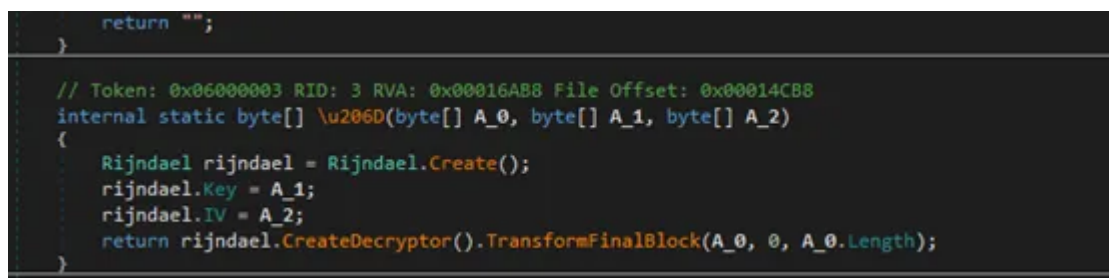 return "";
}
// Token: 0x06000003 RID: 3 RVA: 0x00016AB8 File Offset: 0x00014CB8
internal static byte[] \u206D(byte[] A_0, byte[] A_1, byte[] A_2)
{
Rijndael rijndael = Rijndael.Create();
rijndael.Key = A_1;
rijndael.IV = A_2;
return rijndael.CreateDecryptor().TransformFinalBlock(A_0, 0, A_0.Length);
}